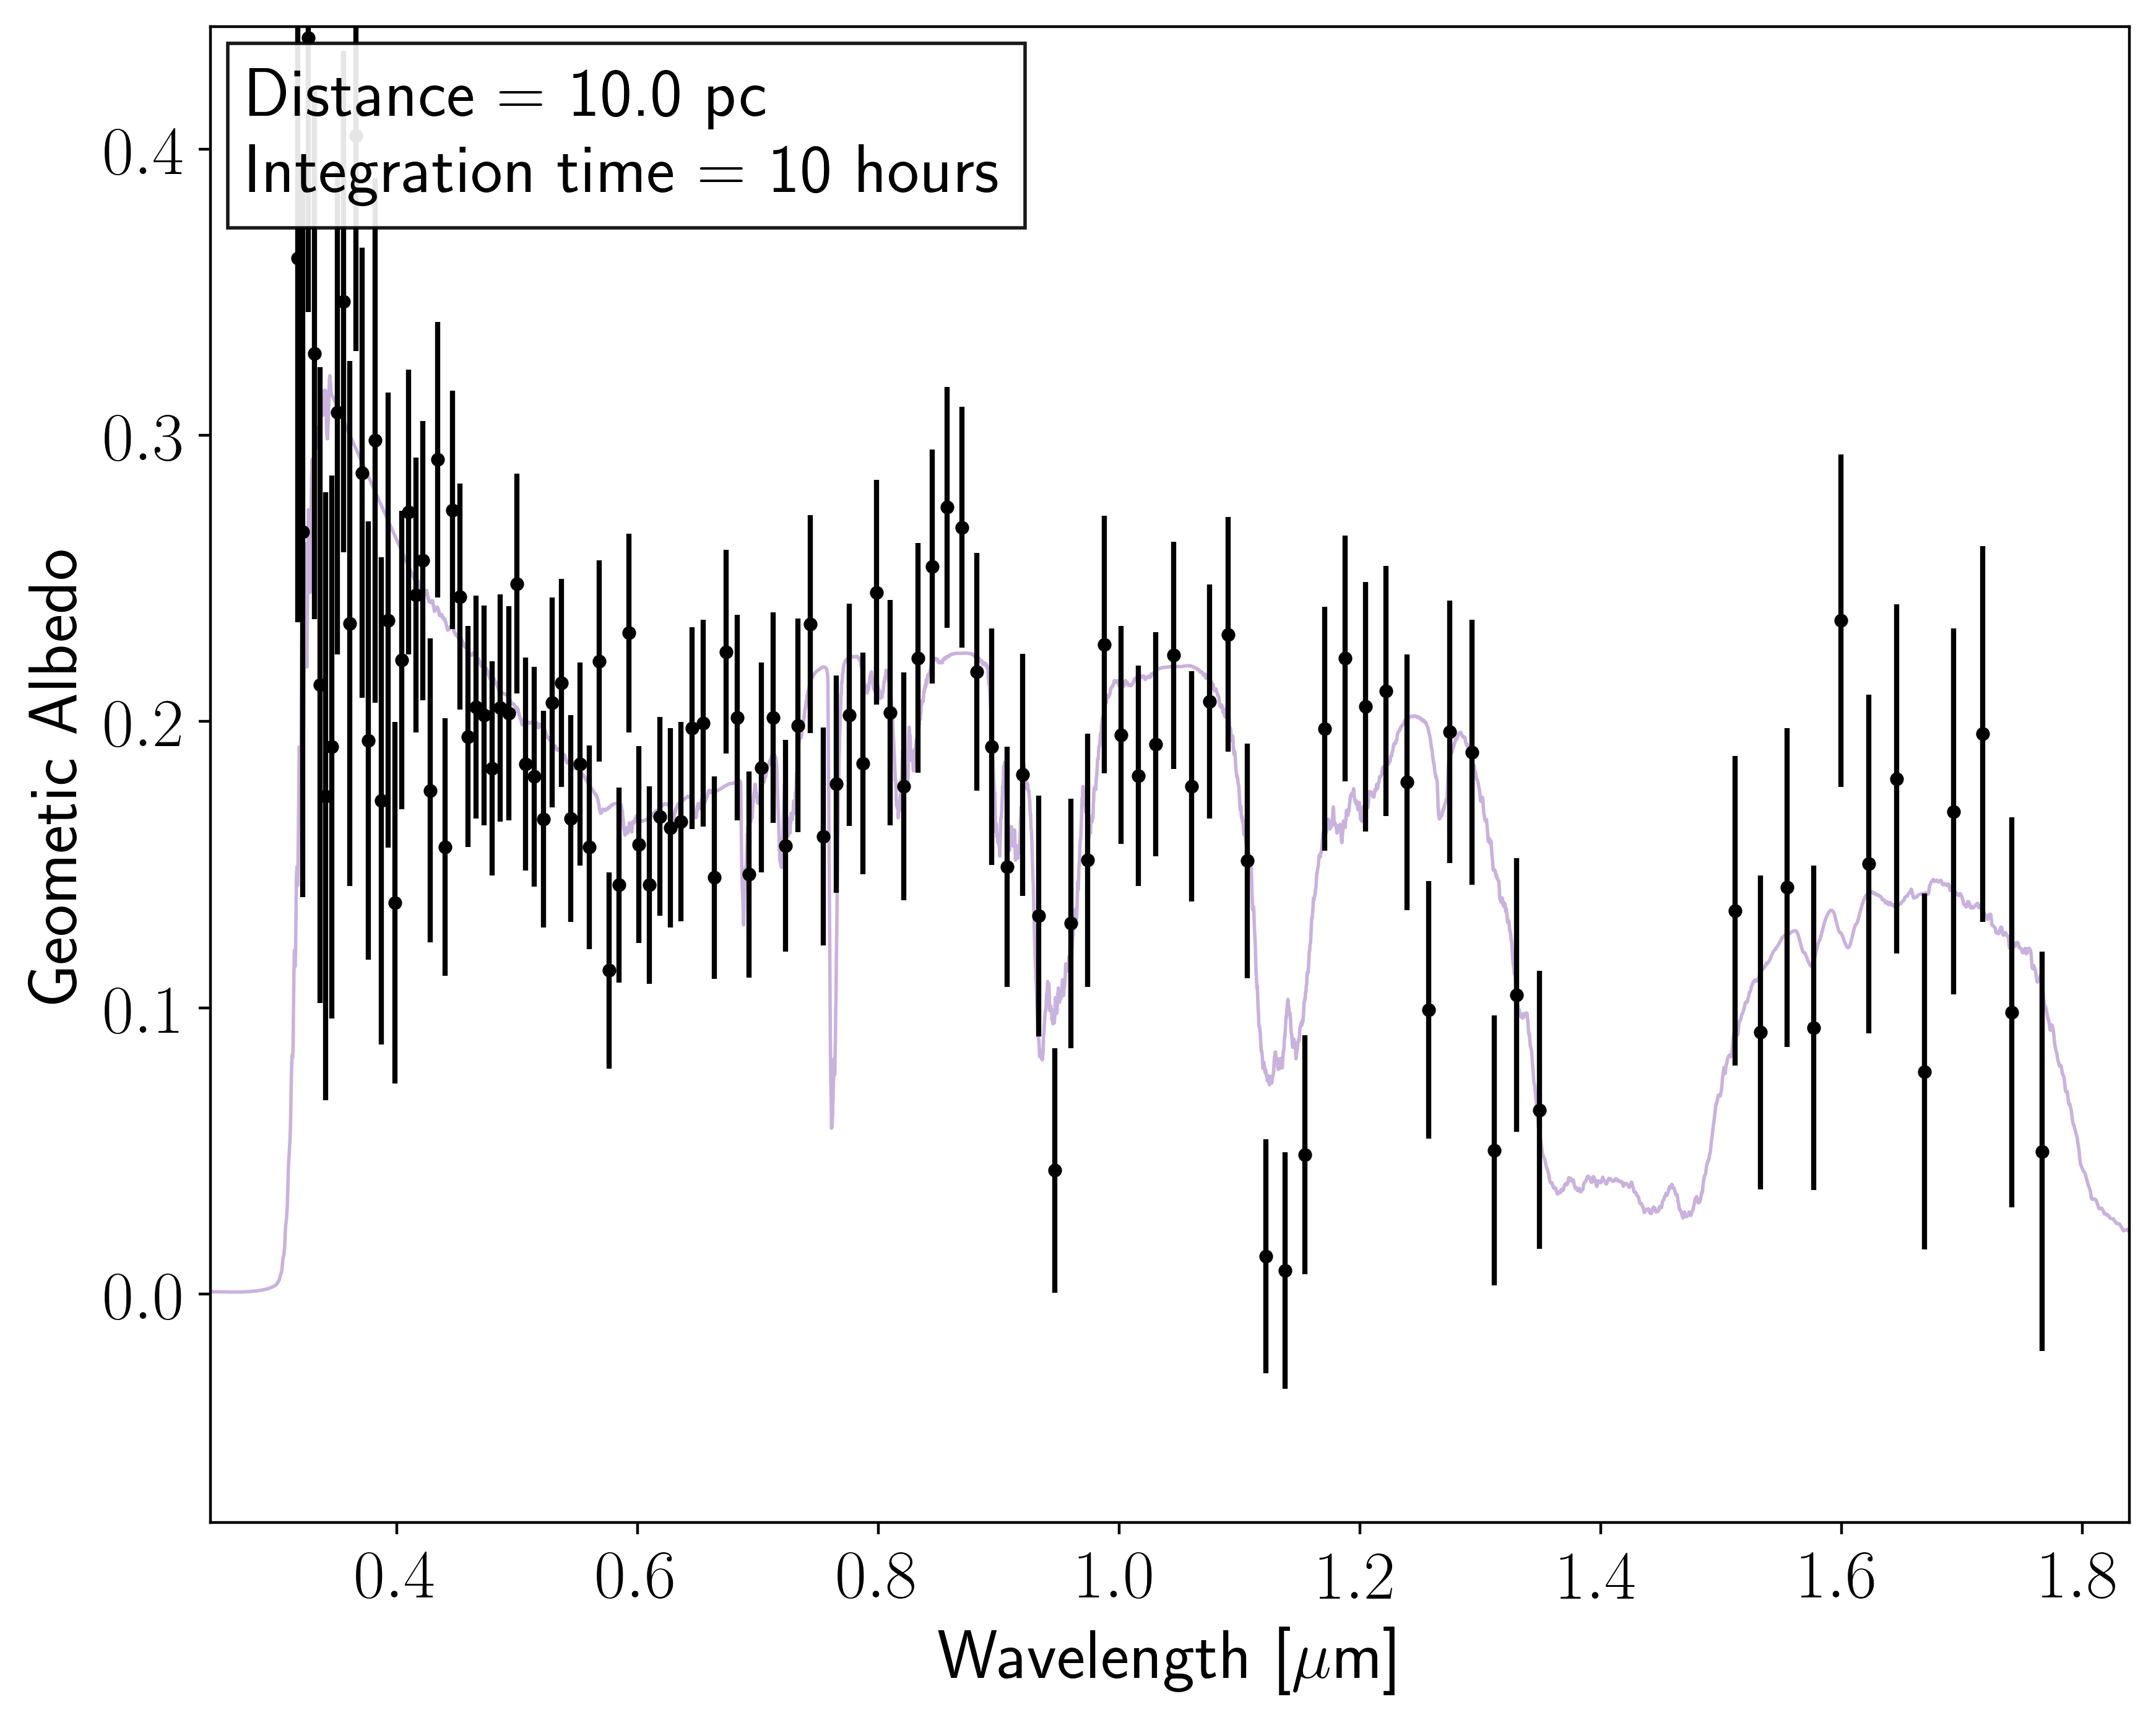 Distance = 10.0 pc
Integration time = 10 hours
Geometic Albedo
0.4
0.3
0.2
0.1
0.0
0.4 0.6 0.8 1.0 1.2 1.4 1.6 1.8
Wavelength [μm]